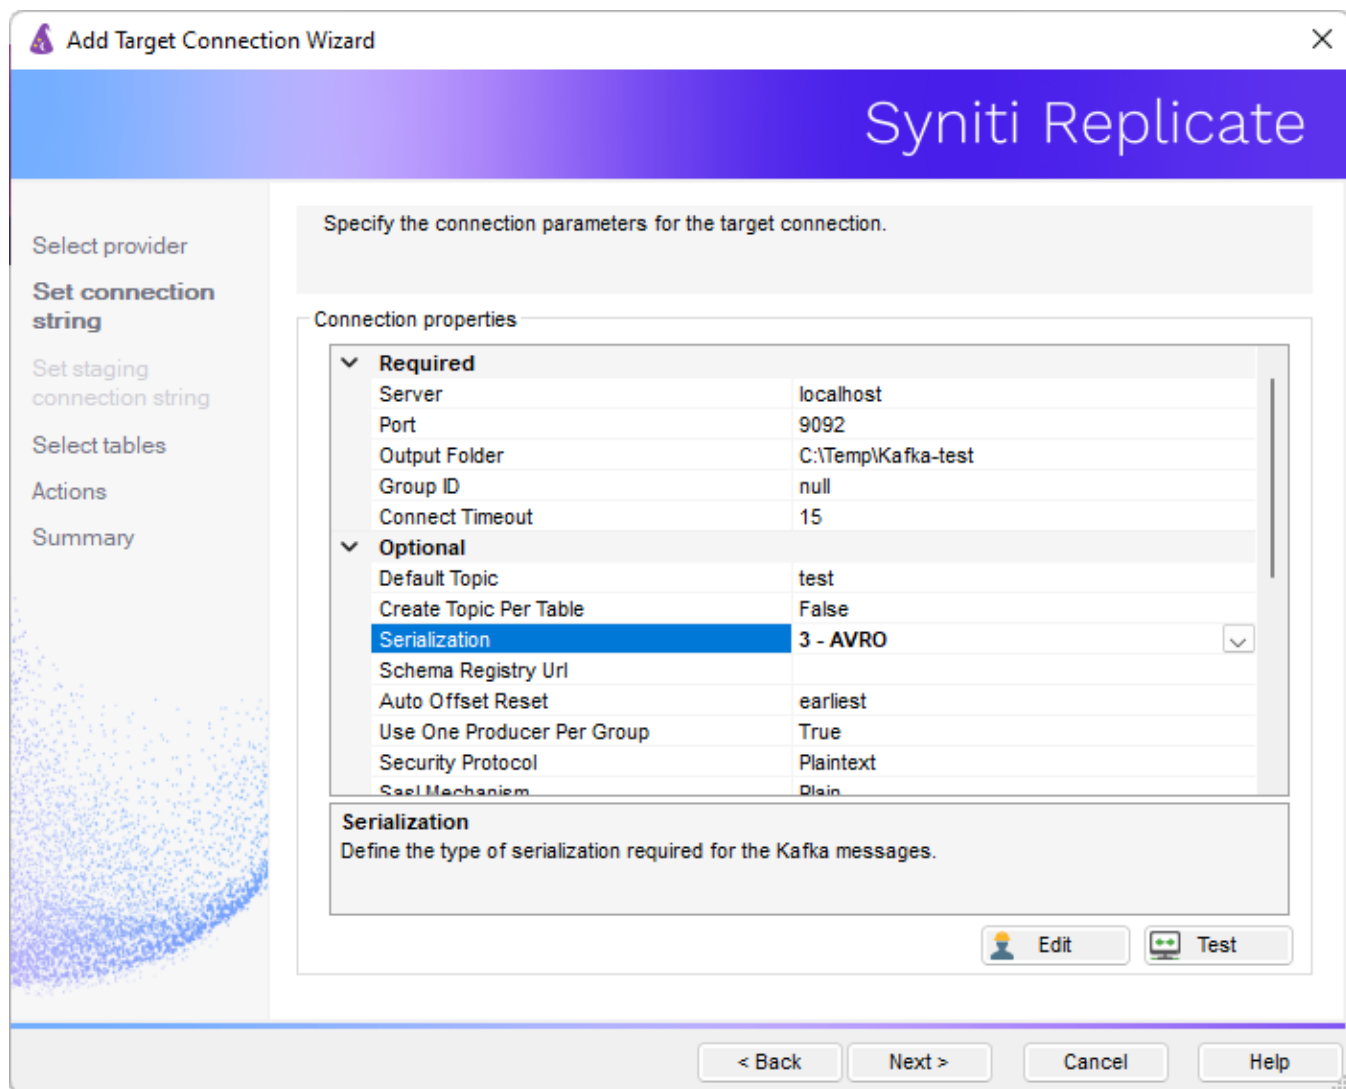 Add Target Connection Wizard
Syniti Replicate
Select provider
Set connection
string
Set staging
connection string
Select tables
Actions
Summary
Specify the connection parameters for the target connection.
Connection properties
Required
Server localhost
Port 9092
Output Folder C:\Temp\Kafka-test
Group ID null
Connect Timeout 15
Optional
Default Topic test
Create Topic Per Table False
Serialization 3 - AVRO
Schema Registry Url
Auto Offset Reset earliest
Use One Producer Per Group True
Security Protocol Plaintext
Sasl Mechanism Plain
Serialization
Define the type of serialization required for the Kafka messages.
Edit Test
< Back Next > Cancel Help